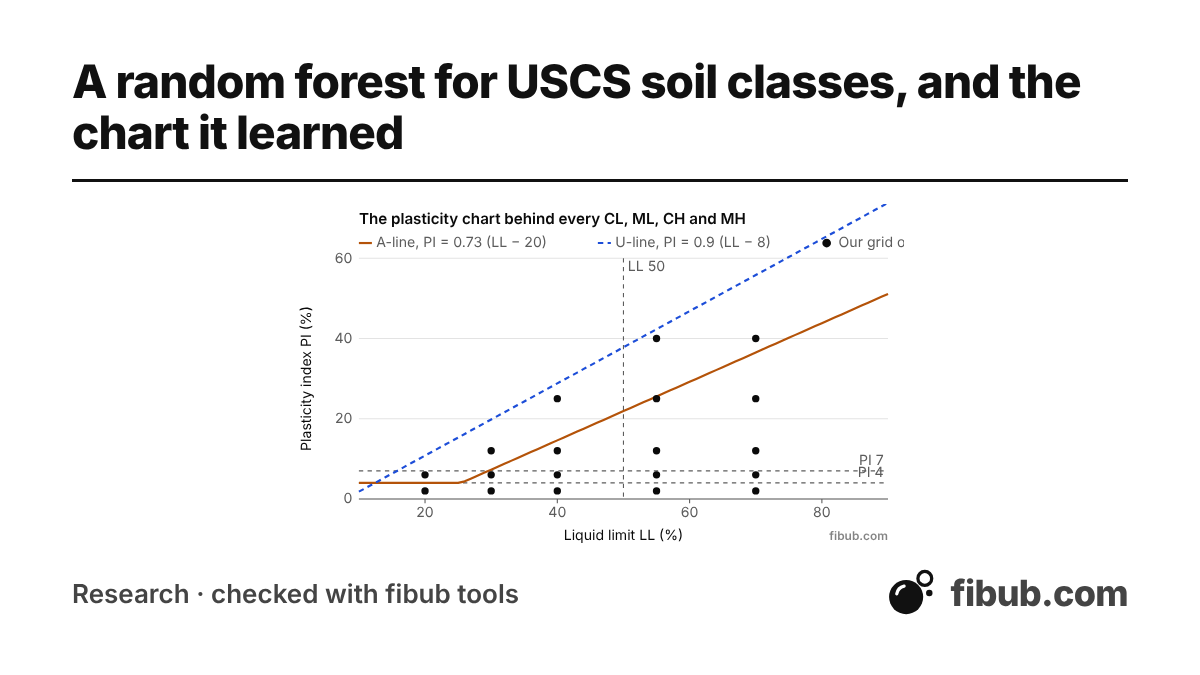 A random forest for USCS soil classes, and the
chart it learned
The plasticity chart behind every CL, ML, CH and MH
A-line, PI = 0.73 (LL − 20)
U-line, PI = 0.9 (LL − 8)
Our grid
60
LL 50
40
20
PI 7
PI 4
0
20
40
60
80
Plasticity index PI (%)
Liquid limit LL (%)
fibub.com
Research · checked with fibub tools
fibub.com